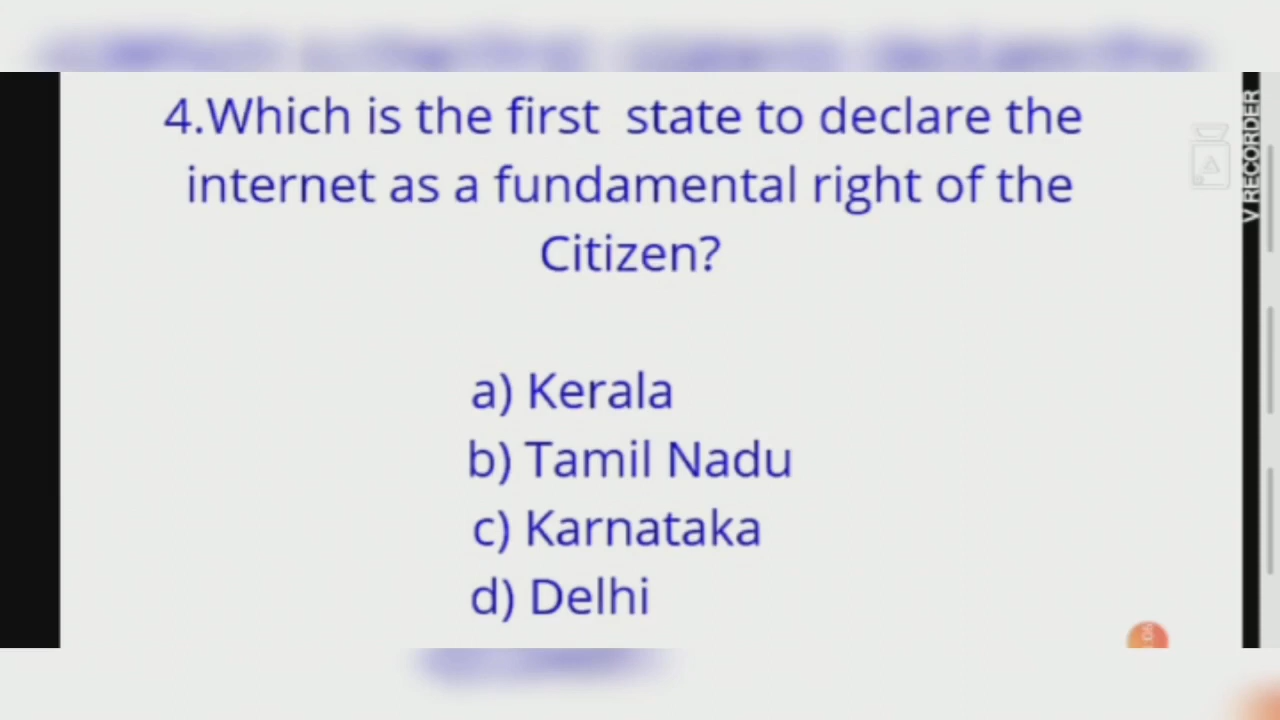 4.Which is the first state to declare the
internet as a fundamental right of the
Citizen?
a) Kerala
b) Tamil Nadu
c) Karnataka
d) Delhi
V RECORDER